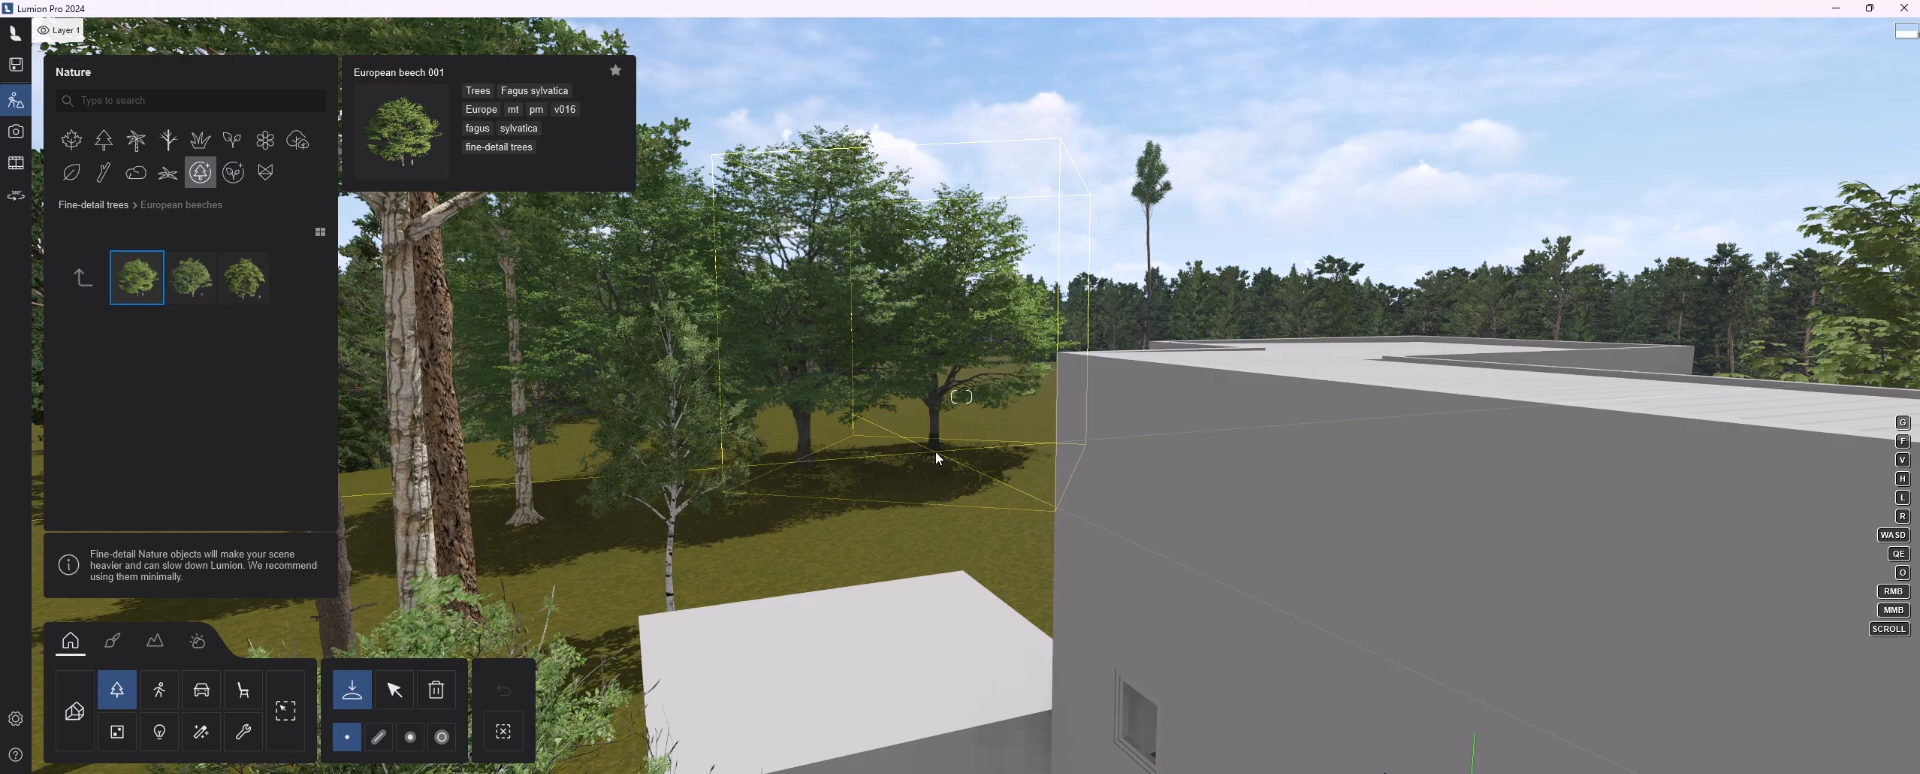 Lumion Pro 2024
Layer 1
Nature
Type to search
Fine-detail trees > European beeches
European beech 001
Trees Fagus sylvatica
Europe mt pm v016
fagus sylvatica
fine-detail trees
Fine-detail Nature objects will make your scene
heavier and can slow down Lumion. We recommend
using them minimally.
G
F
V
H
L
R
WASD
QE
O
RMB
MMB
SCROLL